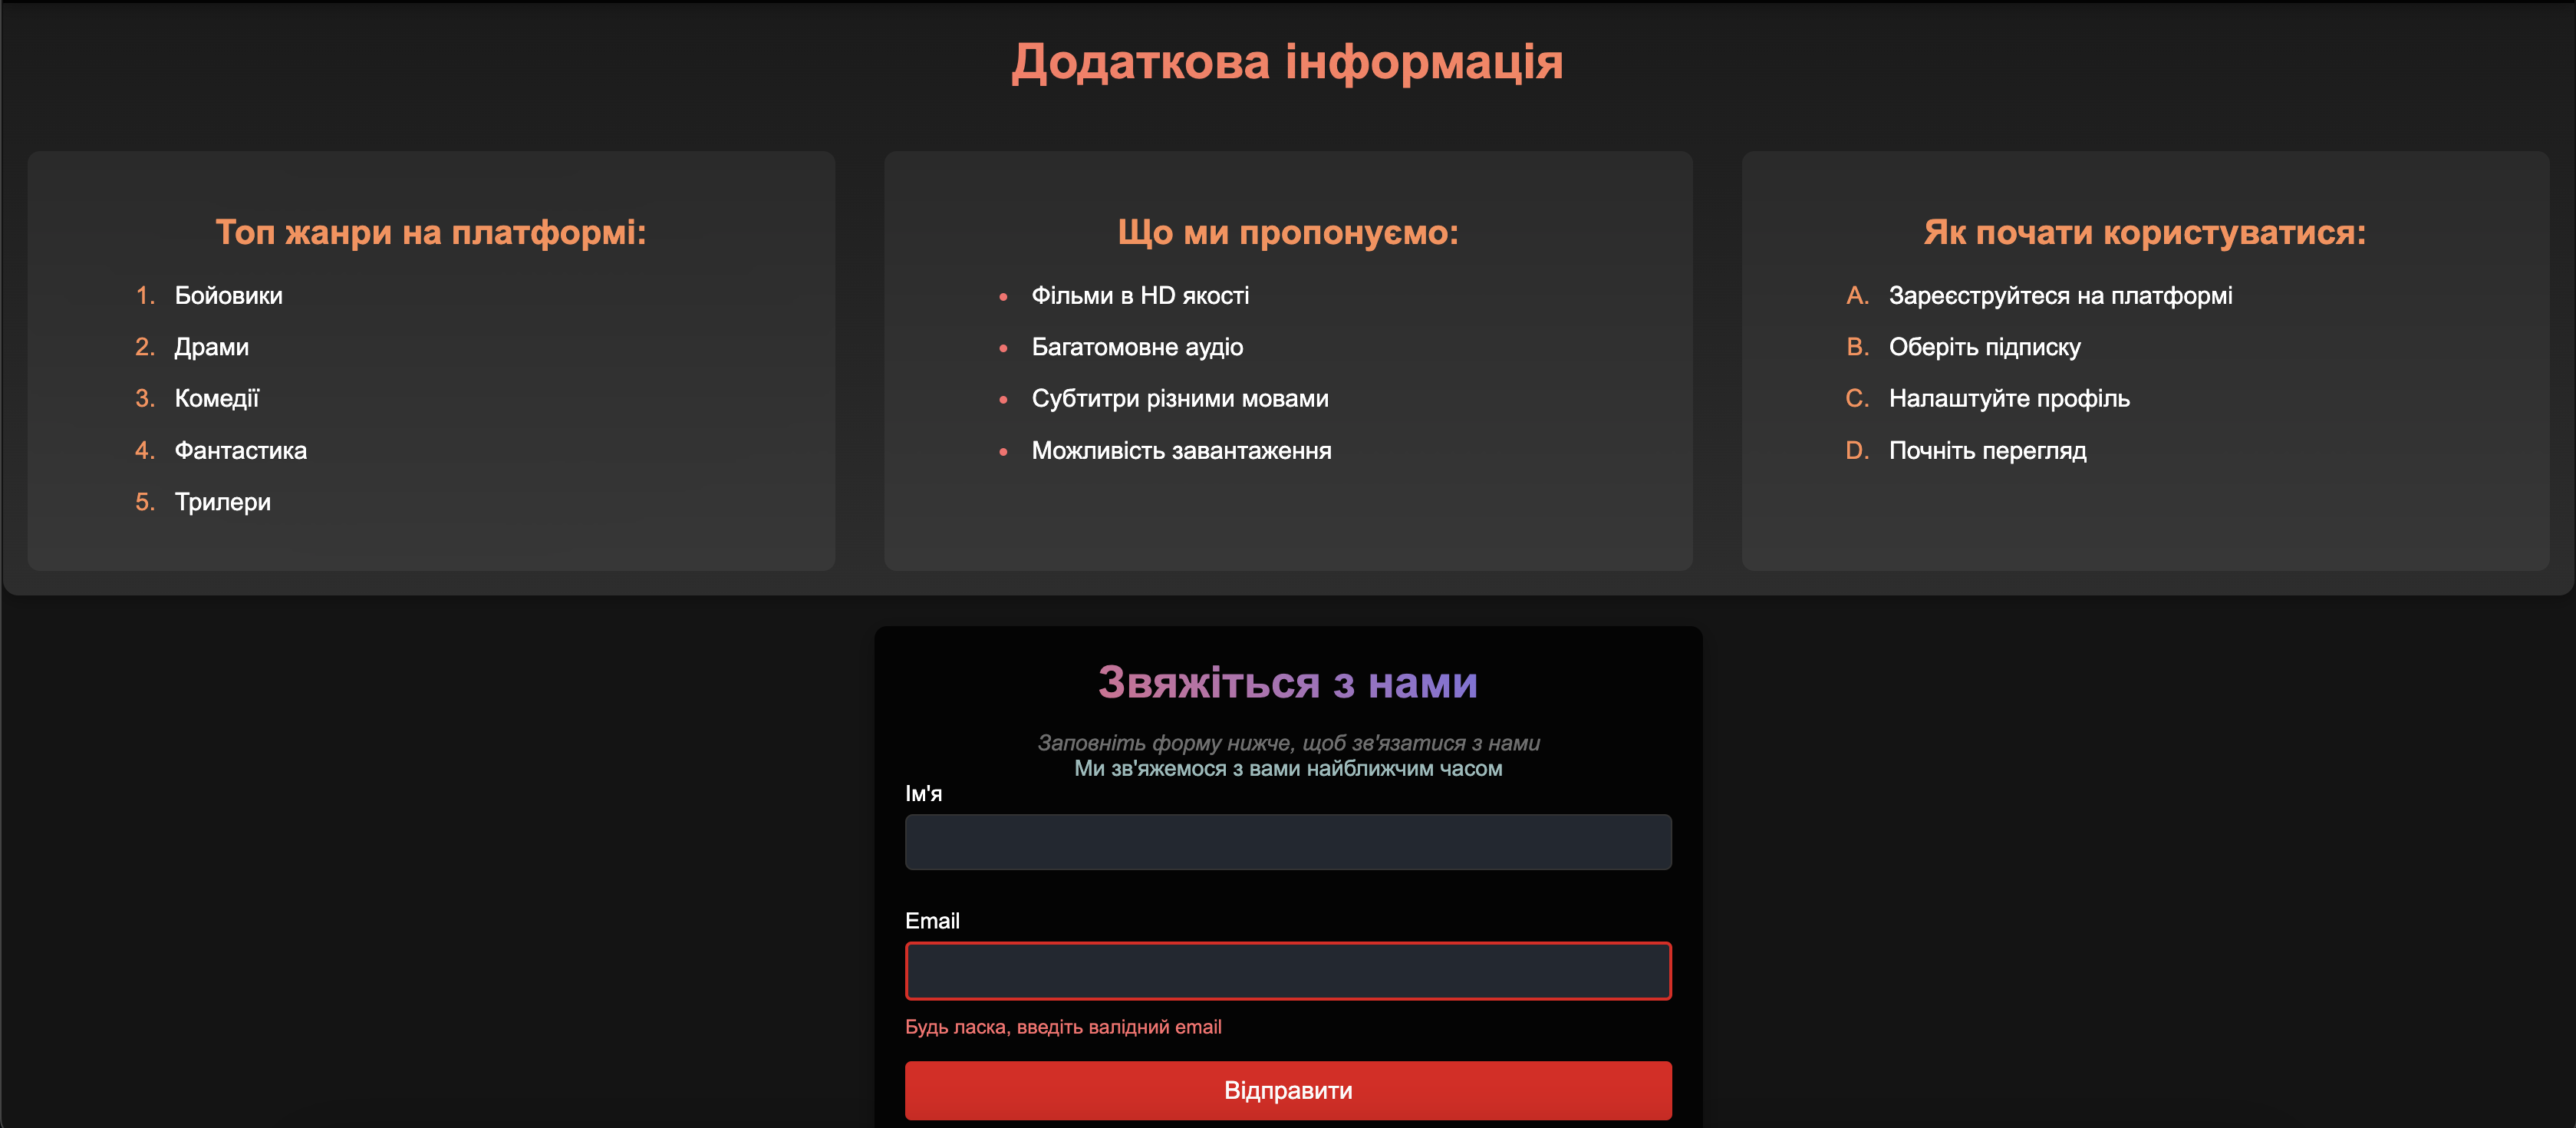 Додаткова інформація
Топ жанри на платформі:
1. Бойовики
2. Драми
3. Комедії
4. Фантастика
5. Трилери
Що ми пропонуємо:
• Фільми в HD якості
• Багатомовне аудіо
• Субтитри різними мовами
• Можливість завантаження
Як почати користуватися:
A. Зареєструйтеся на платформі
B. Оберіть підписку
C. Налаштуйте профіль
D. Почніть перегляд
Звяжіться з нами
Заповніть форму нижче, щоб зв'язатися з нами
Ми зв'яжемося з вами найближчим часом
Ім'я
Email
Будь ласка, введіть валідний email
Відправити